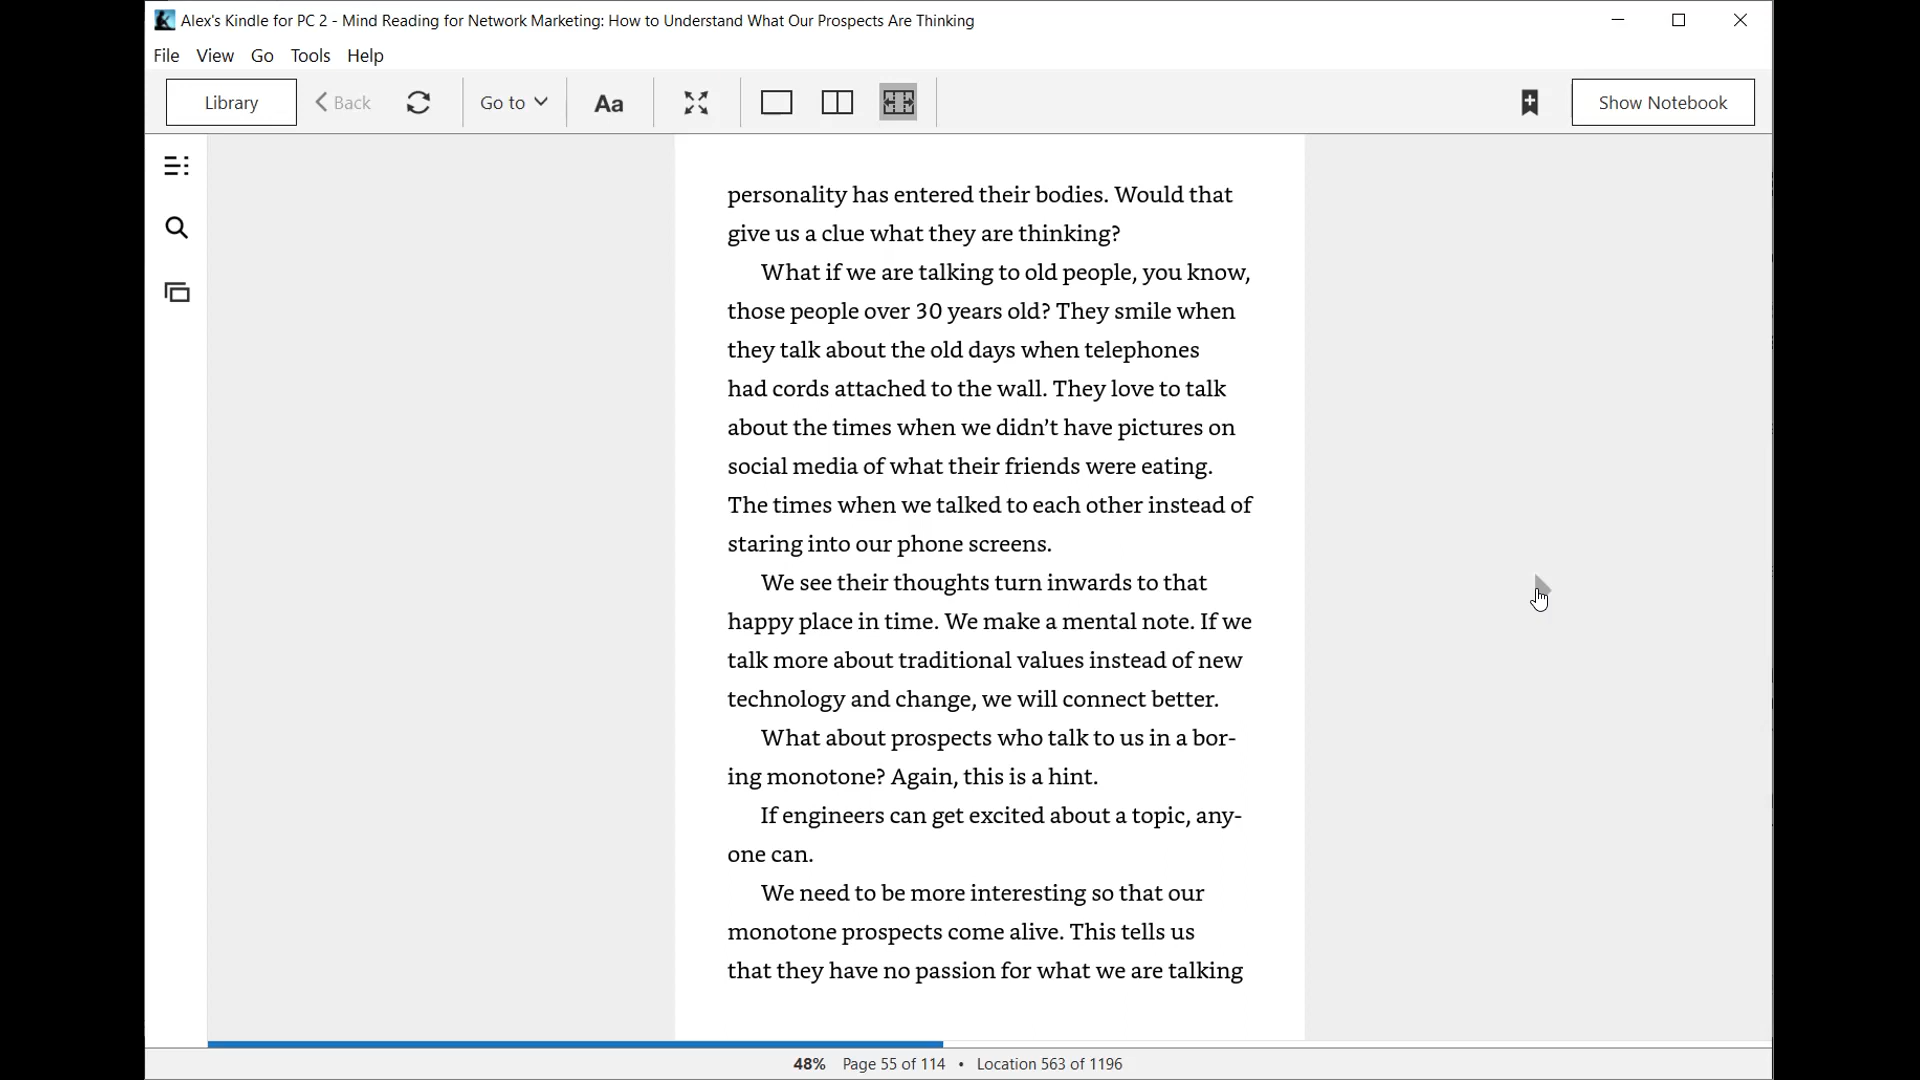 Alex's Kindle for PC 2 - Mind Reading for Network Marketing: How to Understand What Our Prospects Are Thinking
File View Go Tools Help
Library Back Go to Aa Show Notebook
personality has entered their bodies. Would that
give us a clue what they are thinking?
What if we are talking to old people, you know,
those people over 30 years old? They smile when
they talk about the old days when telephones
had cords attached to the wall. They love to talk
about the times when we didn’t have pictures on
social media of what their friends were eating.
The times when we talked to each other instead of
staring into our phone screens.
We see their thoughts turn inwards to that
happy place in time. We make a mental note. If we
talk more about traditional values instead of new
technology and change, we will connect better.
What about prospects who talk to us in a bor-
ing monotone? Again, this is a hint.
If engineers can get excited about a topic, any-
one can.
We need to be more interesting so that our
monotone prospects come alive. This tells us
that they have no passion for what we are talking
48% Page 55 of 114 • Location 563 of 1196